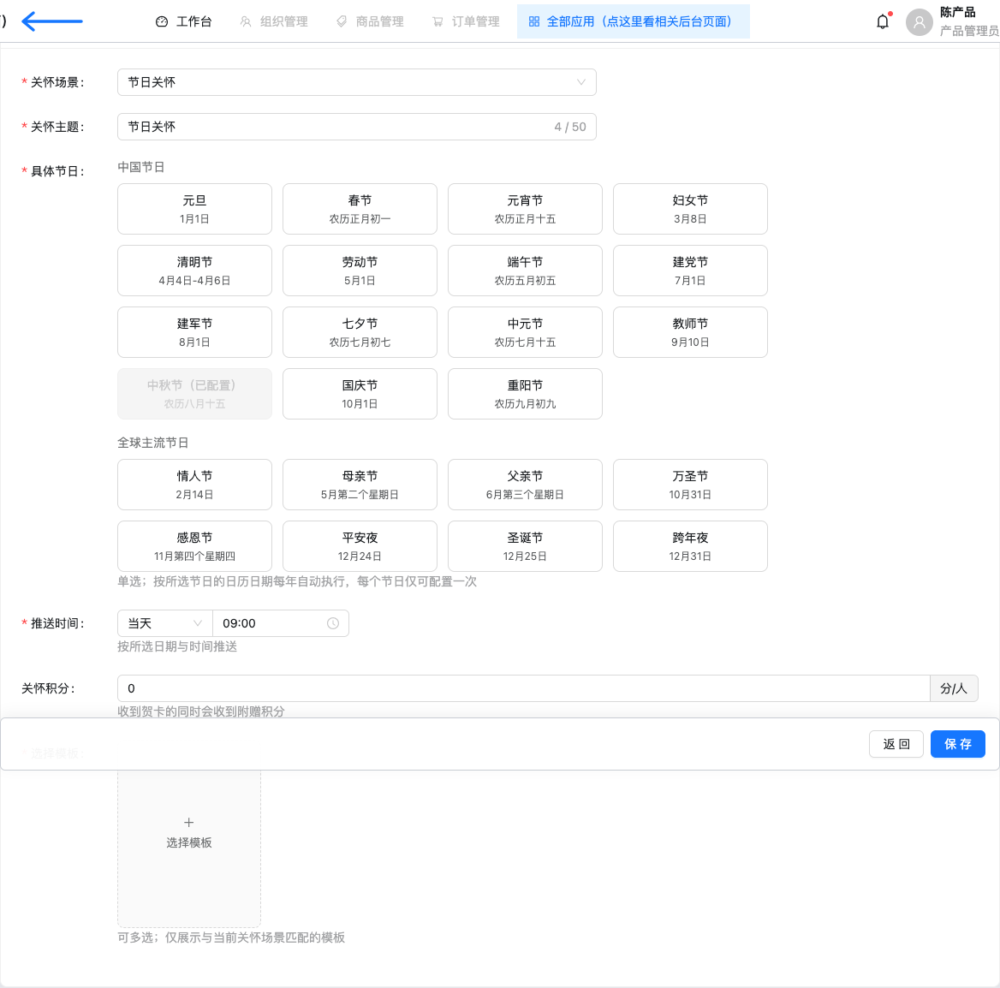 )
工作台 组织管理 商品管理 订单管理 全部应用（点这里看相关后台页面）
陈产品
产品管理员
* 关怀场景： 节日关怀
* 关怀主题： 节日关怀 4 / 50
* 具体节日： 中国节日
元旦 春节 元宵节 妇女节
1月1日 农历正月初一 农历正月十五 3月8日
清明节 劳动节 端午节 建党节
4月4日-4月6日 5月1日 农历五月初五 7月1日
建军节 七夕节 中元节 教师节
8月1日 农历七月初七 农历七月十五 9月10日
中秋节（已配置） 国庆节 重阳节
农历八月十五 10月1日 农历九月初九
全球主流节日
情人节 母亲节 父亲节 万圣节
2月14日 5月第二个星期日 6月第三个星期日 10月31日
感恩节 平安夜 圣诞节 跨年夜
11月第四个星期四 12月24日 12月25日 12月31日
单选；按所选节日的日历日期每年自动执行，每个节日仅可配置一次
* 推送时间： 当天 09:00
按所选日期与时间推送
关怀积分： 0 分/人
收到贺卡的同时会收到附赠积分
* 选择模板
返 回 保 存
+
选择模板
可多选；仅展示与当前关怀场景匹配的模板